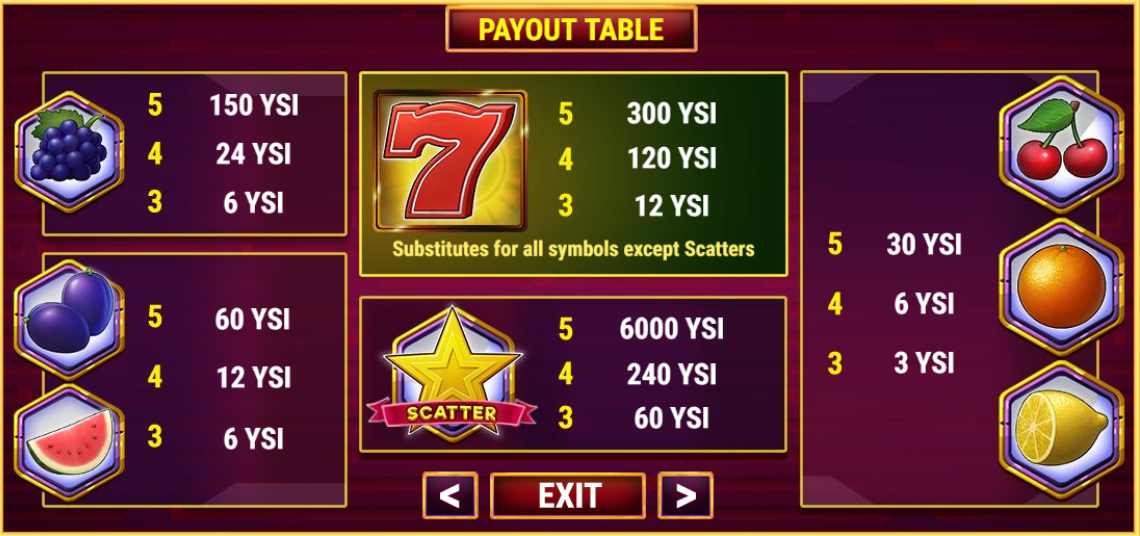 PAYOUT TABLE
5 150 YSI
4 24 YSI
3 6 YSI
5 60 YSI
4 12 YSI
3 6 YSI
7
5 300 YSI
4 120 YSI
3 12 YSI
Substitutes for all symbols except Scatters
SCATTER
5 6000 YSI
4 240 YSI
3 60 YSI
5 30 YSI
4 6 YSI
3 3 YSI
< EXIT >